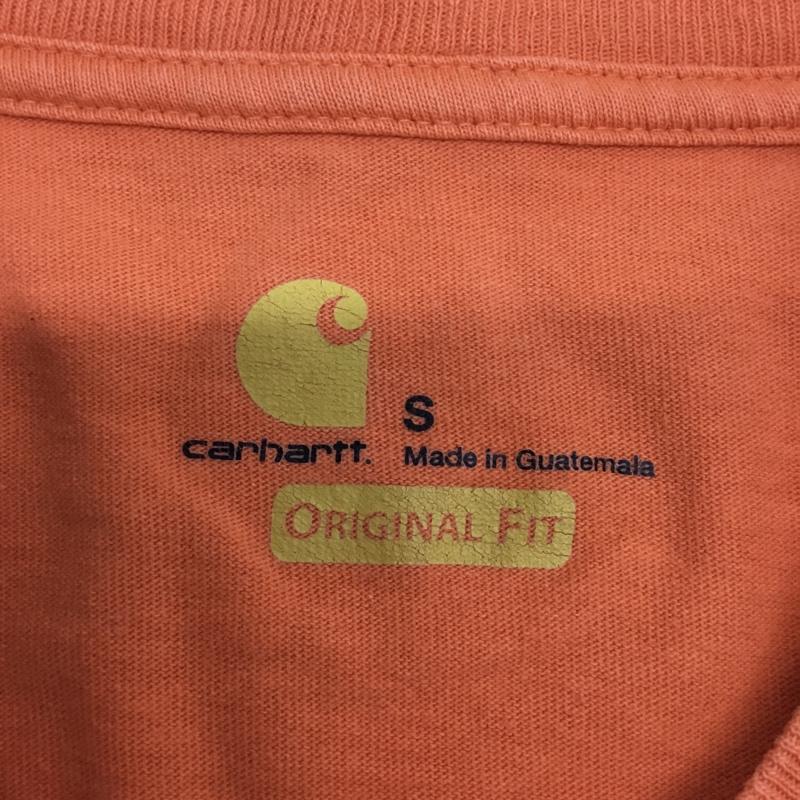 S
carhartt.
Made in Guatemala
ORIGINAL FIT